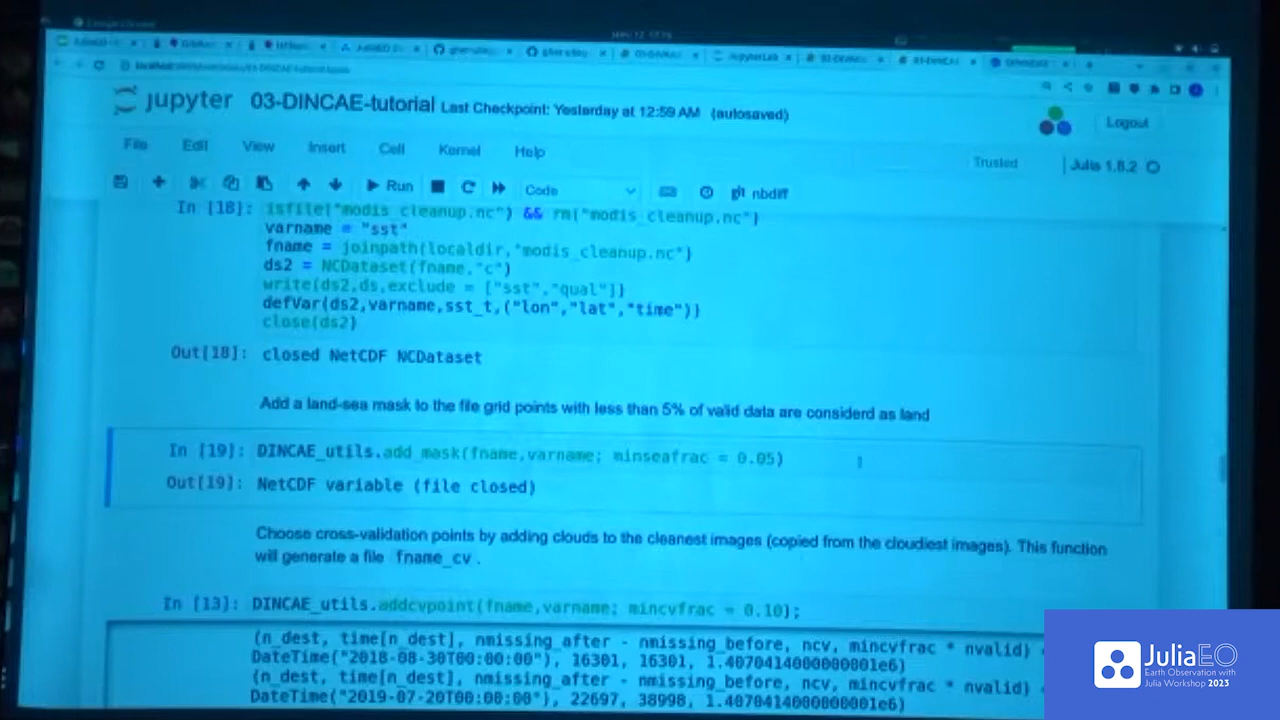 jupyter 03-DINCAE-tutorial Last Checkpoint: Yesterday at 12:59 AM (autosaved)
Logout
File Edit View Insert Cell Kernel Help
Trusted Julia 1.8.2
Run Code nbdiff
In [18]: isfile("modis_cleanup.nc") && rm("modis_cleanup.nc")
varname = "sst"
fname = joinpath(localdir,"modis_cleanup.nc")
ds2 = NCDataset(fname,"c")
write(ds2,ds,exclude = ["sst","qual"])
defVar(ds2,varname,sst_t,("lon","lat","time"))
close(ds2)
Out[18]: closed NetCDF NCDataset
Add a land-sea mask to the file grid points with less than 5% of valid data are considerd as land
In [19]: DINCAE_utils.add_mask(fname,varname; minseafrac = 0.05)
Out[19]: NetCDF variable (file closed)
Choose cross-validation points by adding clouds to the cleanest images (copied from the cloudiest images). This function
will generate a file fname_cv .
In [13]: DINCAE_utils.addcvpoint(fname,varname; mincvfrac = 0.10);
(n_dest, time[n_dest], nmissing_after - nmissing_before, ncv, mincvfrac * nvalid)
DateTime("2018-08-30T00:00:00"), 16301, 16301, 1.4070414000000001e6)
(n_dest, time[n_dest], nmissing_after - nmissing_before, ncv, mincvfrac * nvalid)
DateTime("2019-07-20T00:00:00"), 22697, 38998, 1.4070414000000001e6)
JuliaEO
Earth Observation with
Julia Workshop 2023